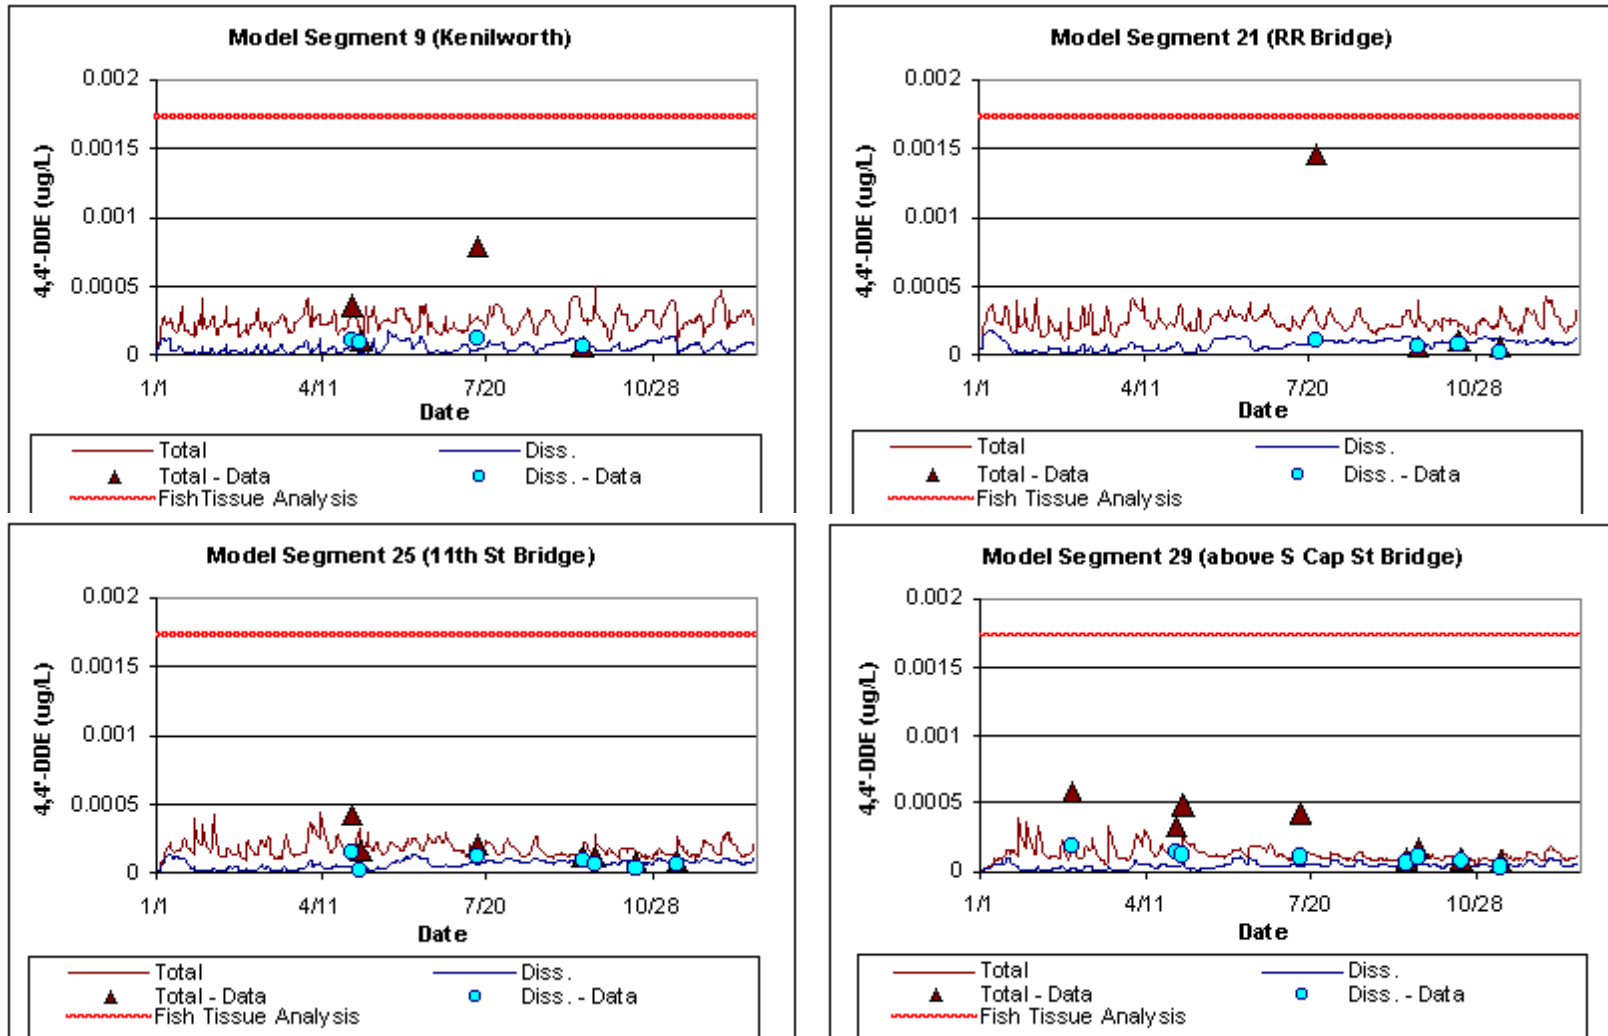 Model Segment 9 (Kenilworth)
4,4'-DDE (ug/L)
0.002
0.0015
0.001
0.0005
0
1/1
4/11
7/20
10/28
Date
Total
Diss.
Total - Data
Diss. - Data
Fish Tissue Analysis
Model Segment 21 (RR Bridge)
4,4'-DDE (ug/L)
0.002
0.0015
0.001
0.0005
0
1/1
4/11
7/20
10/28
Date
Total
Diss.
Total - Data
Diss. - Data
Fish Tissue Analysis
Model Segment 25 (11th St Bridge)
4,4'-DDE (ug/L)
0.002
0.0015
0.001
0.0005
0
1/1
4/11
7/20
10/28
Date
Total
Diss.
Total - Data
Diss. - Data
Fish Tissue Analysis
Model Segment 29 (above S Cap St Bridge)
4,4'-DDE (ug/L)
0.002
0.0015
0.001
0.0005
0
1/1
4/11
7/20
10/28
Date
Total
Diss.
Total - Data
Diss. - Data
Fish Tissue Analysis